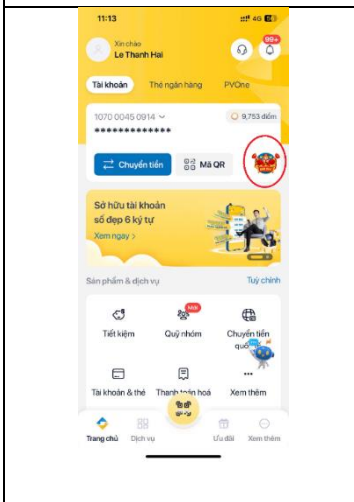 11:13
4G
Xin chào
Le Thanh Hai
99+
Tài khoản Thẻ ngân hàng PVOne
1070 0045 0914
9,753 điểm
*************
Chuyển tiền
Mã QR
Sở hữu tài khoản
số đẹp 6 ký tự
Xem ngay >
Sản phẩm & dịch vụ
Tuỳ chỉnh
Mới
Tiết kiệm
Quỹ nhóm
Chuyển tiền
Tài khoản & thẻ
Thanh toán hoá
Xem thêm
Trang chủ
Dịch vụ
Ưu đãi
Xem thêm